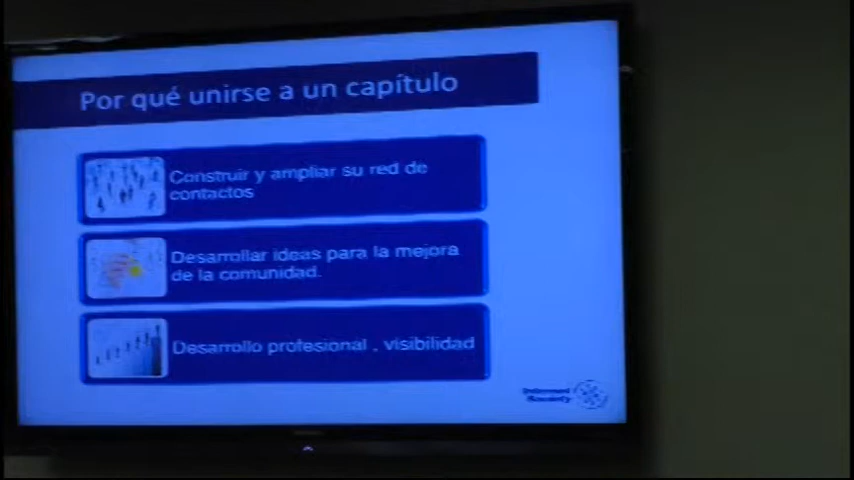 Por qué unirse a un capítulo
Construir y ampliar su red de
contactos
Desarrollar ideas para la mejora
de la comunidad.
Desarrollo profesional , visibilidad
Internet
Society